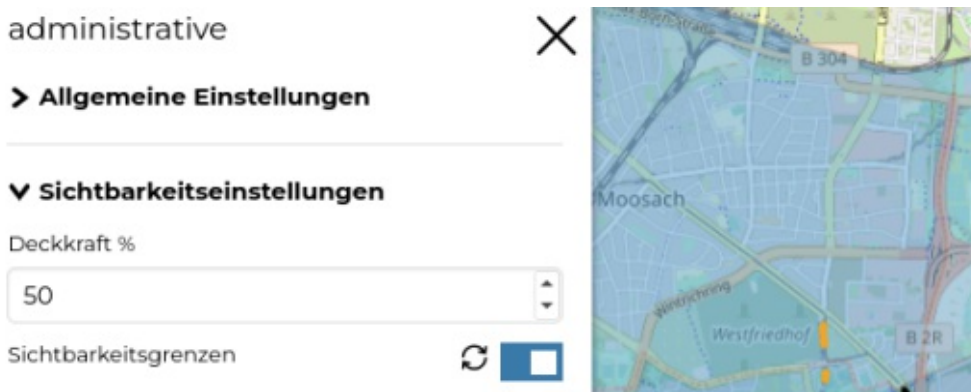 administrative
Allgemeine Einstellungen
Sichtbarkeitseinstellungen
Deckkraft %
50
Sichtbarkeitsgrenzen
B 304
Moosach
Wintrichring
Westfriedhof
B 2R